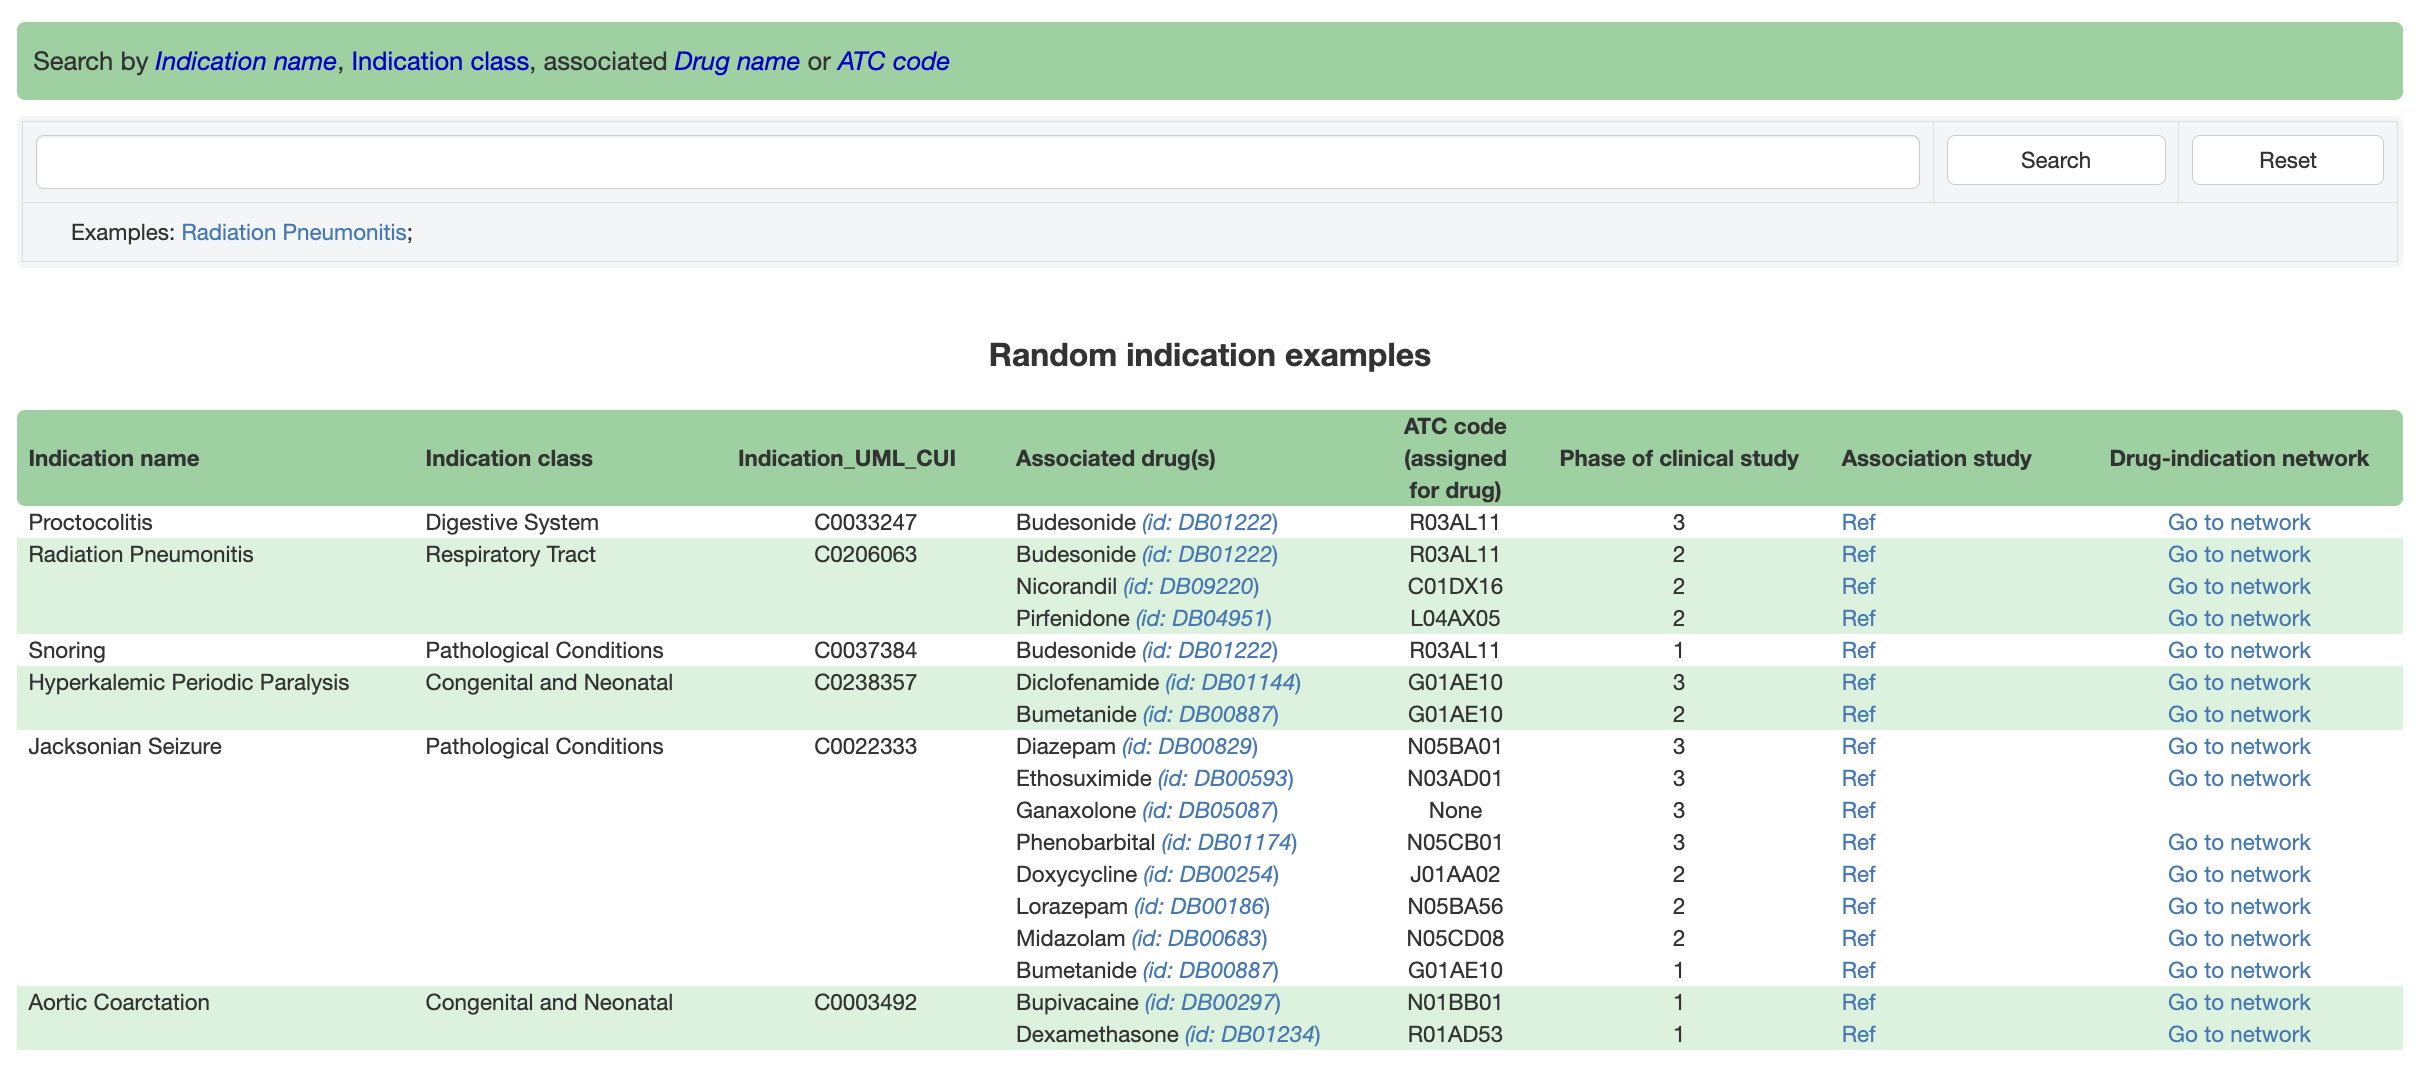 Search by Indication name, Indication class, associated Drug name or ATC code
Search
Reset
Examples: Radiation Pneumonitis;
Random indication examples
Indication name Indication class Indication_UML_CUI Associated drug(s) ATC code (assigned for drug) Phase of clinical study Association study Drug-indication network
Proctocolitis Digestive System C0033247 Budesonide (id: DB01222) R03AL11 3 Ref Go to network
Radiation Pneumonitis Respiratory Tract C0206063 Budesonide (id: DB01222) R03AL11 2 Ref Go to network
Nicorandil (id: DB09220) C01DX16 2 Ref Go to network
Pirfenidone (id: DB04951) L04AX05 2 Ref Go to network
Snoring Pathological Conditions C0037384 Budesonide (id: DB01222) R03AL11 1 Ref Go to network
Hyperkalemic Periodic Paralysis Congenital and Neonatal C0238357 Diclofenamide (id: DB01144) G01AE10 3 Ref Go to network
Bumetanide (id: DB00887) G01AE10 2 Ref Go to network
Jacksonian Seizure Pathological Conditions C0022333 Diazepam (id: DB00829) N05BA01 3 Ref Go to network
Ethosuximide (id: DB00593) N03AD01 3 Ref Go to network
Ganaxolone (id: DB05087) None 3 Ref
Phenobarbital (id: DB01174) N05CB01 3 Ref Go to network
Doxycycline (id: DB00254) J01AA02 2 Ref Go to network
Lorazepam (id: DB00186) N05BA56 2 Ref Go to network
Midazolam (id: DB00683) N05CD08 2 Ref Go to network
Bumetanide (id: DB00887) G01AE10 1 Ref Go to network
Aortic Coarctation Congenital and Neonatal C0003492 Bupivacaine (id: DB00297) N01BB01 1 Ref Go to network
Dexamethasone (id: DB01234) R01AD53 1 Ref Go to network